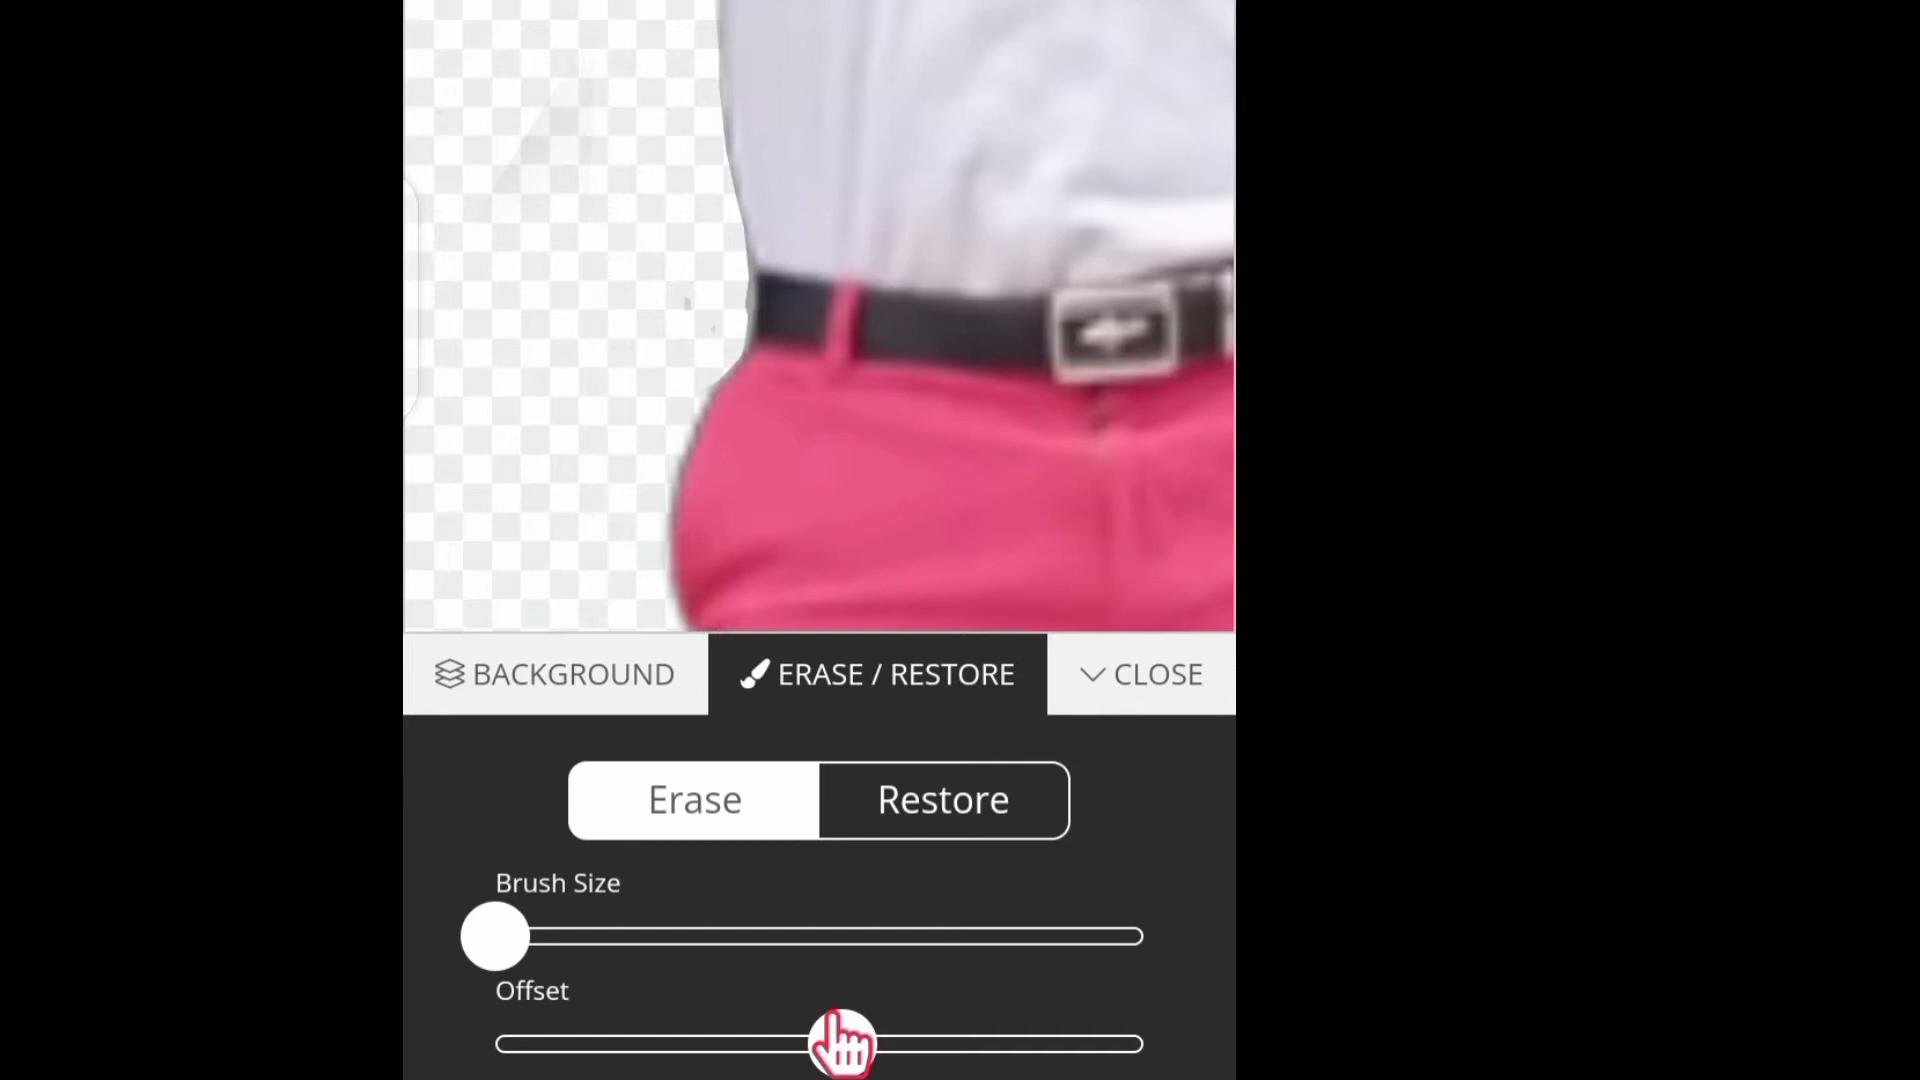 BACKGROUND
ERASE / RESTORE
CLOSE
Erase
Restore
Brush Size
Offset